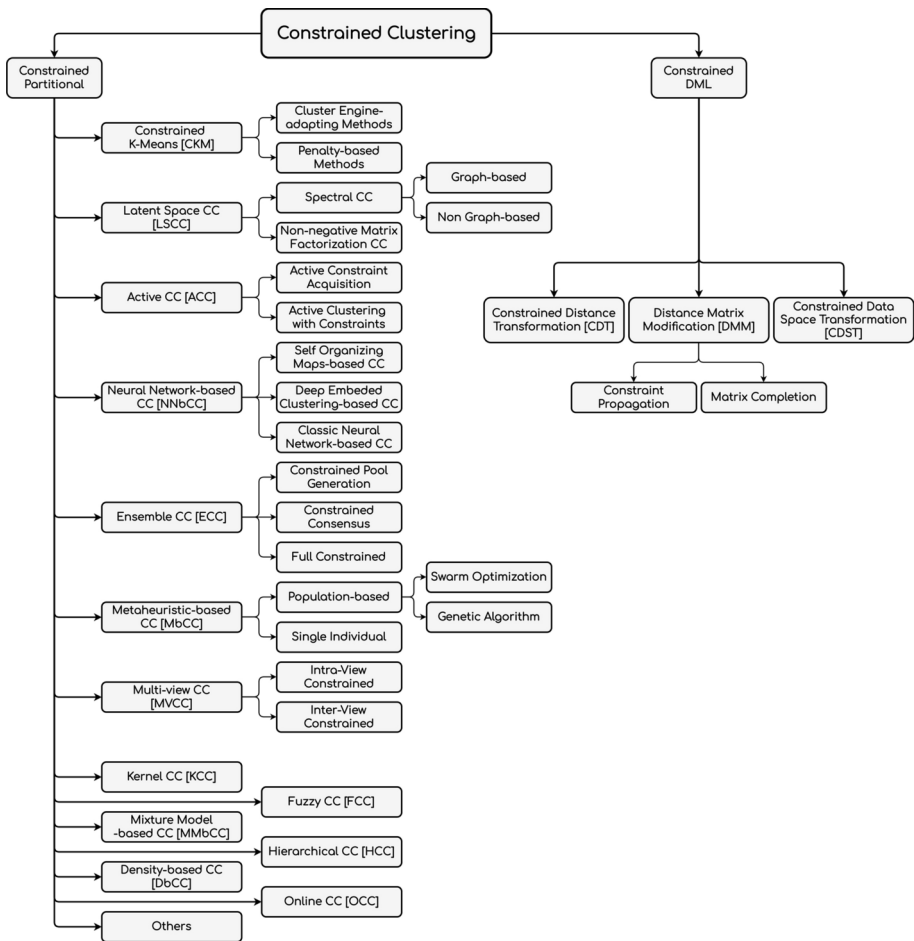 Constrained Clustering
Constrained
Partitional
Constrained
DML
Constrained
K-Means [CKM]
Cluster Engine-
adapting Methods
Penalty-based
Methods
Latent Space CC
[LSCC]
Spectral CC
Graph-based
Non Graph-based
Non-negative Matrix
Factorization CC
Active CC [ACC]
Active Constraint
Acquisition
Active Clustering
with Constraints
Constrained Distance
Transformation [CDT]
Distance Matrix
Modification [DMM]
Constrained Data
Space Transformation
[CDST]
Constraint
Propagation
Matrix Completion
Neural Network-based
CC [NNbCC]
Self Organizing
Maps-based CC
Deep Embeded
Clustering-based CC
Classic Neural
Network-based CC
Ensemble CC [ECC]
Constrained Pool
Generation
Constrained
Consensus
Full Constrained
Metaheuristic-based
CC [MbCC]
Population-based
Swarm Optimization
Genetic Algorithm
Single Individual
Multi-view CC
[MVCC]
Intra-View
Constrained
Inter-View
Constrained
Kernel CC [KCC]
Fuzzy CC [FCC]
Mixture Model
-based CC [MMbCC]
Hierarchical CC [HCC]
Density-based CC
[DbCC]
Online CC [OCC]
Others